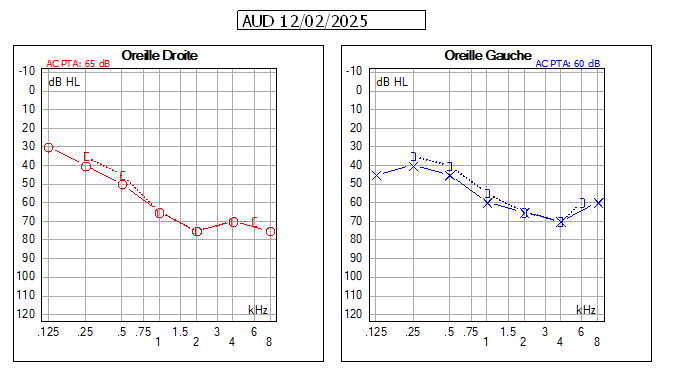 AUD 12/02/2025
Oreille Droite
AC PTA: 65 dB
dB HL
-10
0
10
20
30
40
50
60
70
80
90
100
110
120
kHz
.125 .25 .5 .75 1 1.5 2 3 4 6 8
Oreille Gauche
AC PTA: 60 dB
dB HL
-10
0
10
20
30
40
50
60
70
80
90
100
110
120
kHz
.125 .25 .5 .75 1 1.5 2 3 4 6 8